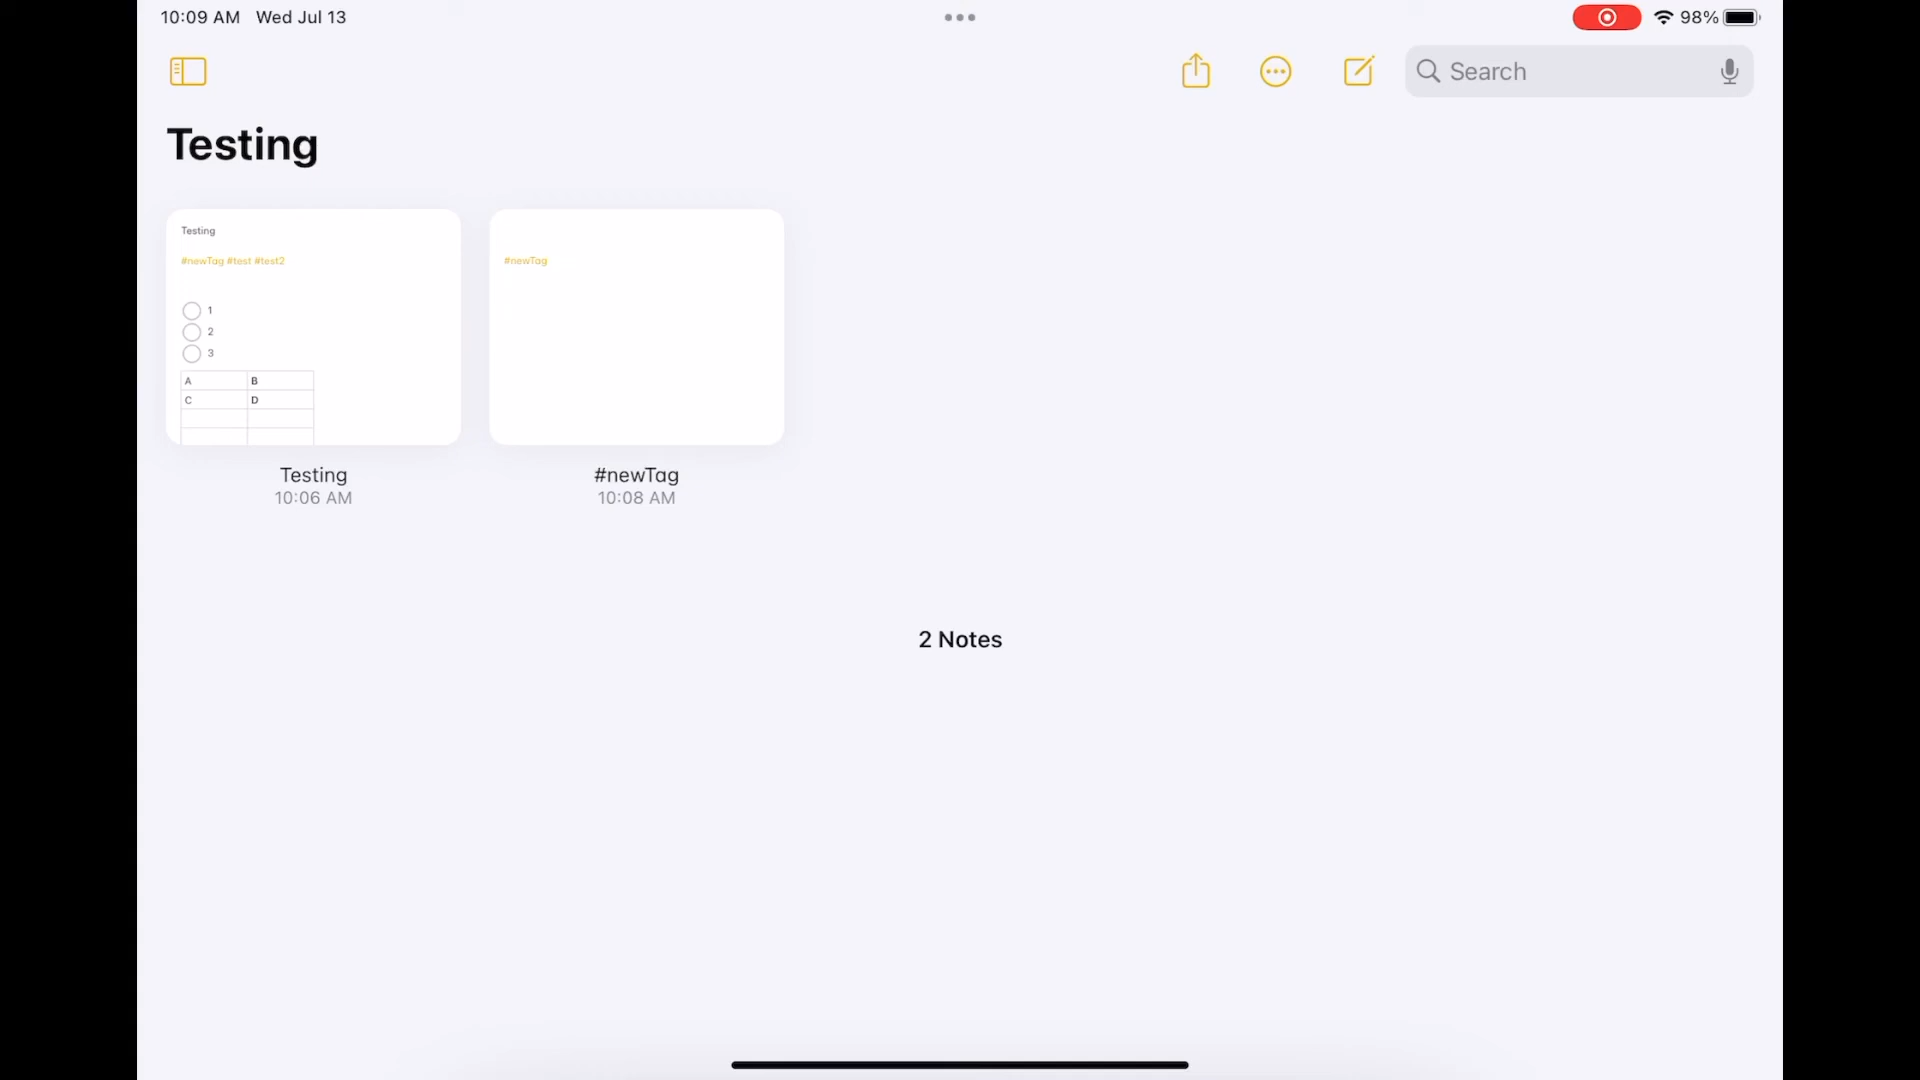 10:09 AM Wed Jul 13
98%
Search
Testing
Testing
#newTag #test #test2
1
2
3
A B
C D
#newTag
Testing
10:06 AM
#newTag
10:08 AM
2 Notes